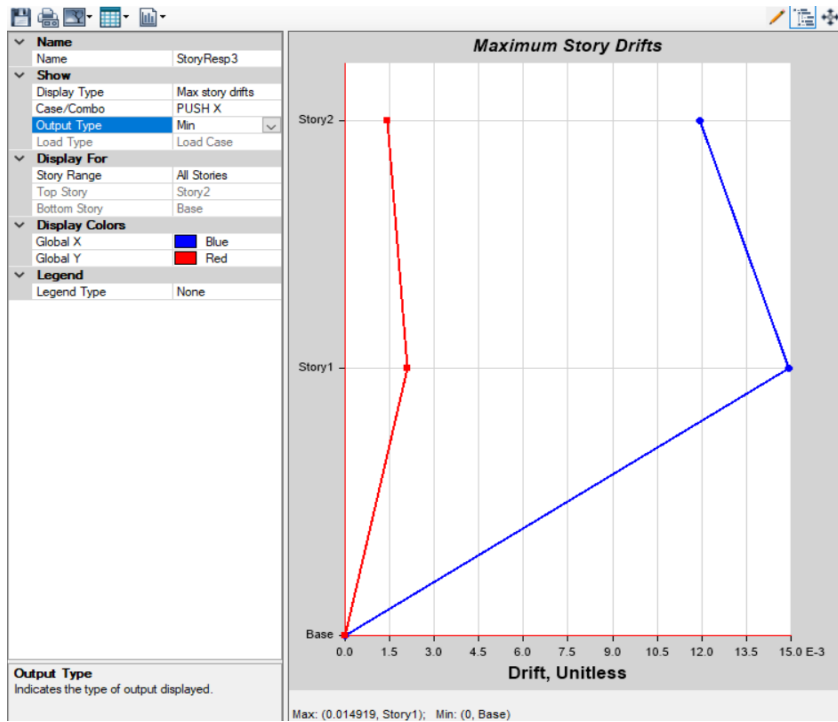 Name
Name StoryResp3
Show
Display Type Max story drifts
Case/Combo PUSH X
Output Type Min
Load Type Load Case
Display For
Story Range All Stories
Top Story Story2
Bottom Story Base
Display Colors
Global X Blue
Global Y Red
Legend
Legend Type None
Output Type
Indicates the type of output displayed.
Maximum Story Drifts
Story2
Story1
Base
0.0 1.5 3.0 4.5 6.0 7.5 9.0 10.5 12.0 13.5 15.0 E-3
Drift, Unitless
Max: (0.014919, Story1); Min: (0, Base)